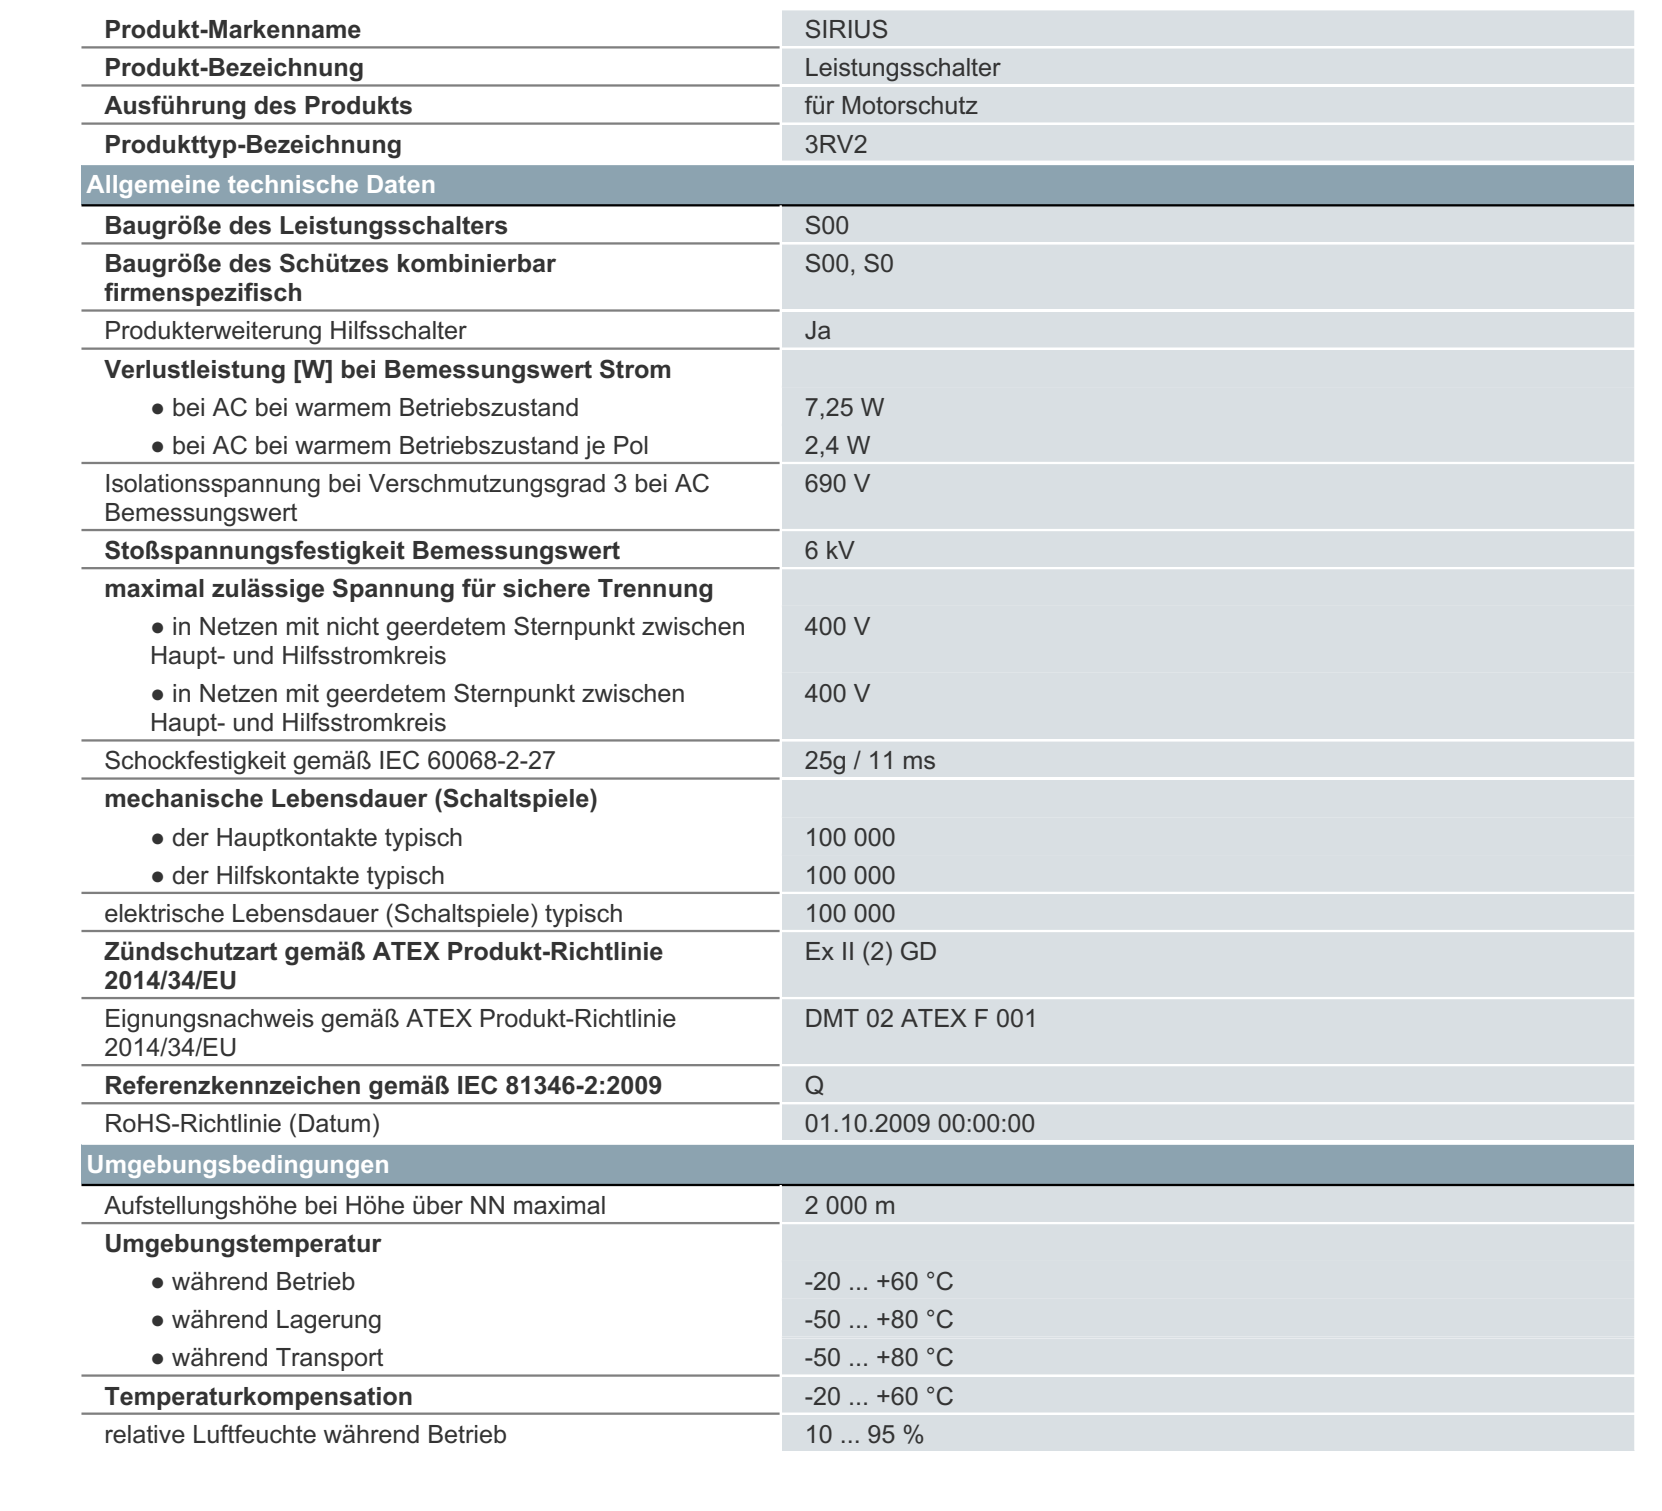 Produkt-Markenname SIRIUS
Produkt-Bezeichnung Leistungsschalter
Ausführung des Produkts für Motorschutz
Produkttyp-Bezeichnung 3RV2
Allgemeine technische Daten
Baugröße des Leistungsschalters S00
Baugröße des Schützes kombinierbar S00, S0
firmenspezifisch
Produkterweiterung Hilfsschalter Ja
Verlustleistung [W] bei Bemessungswert Strom
● bei AC bei warmem Betriebszustand 7,25 W
● bei AC bei warmem Betriebszustand je Pol 2,4 W
Isolationsspannung bei Verschmutzungsgrad 3 bei AC 690 V
Bemessungswert
Stoßspannungsfestigkeit Bemessungswert 6 kV
maximal zulässige Spannung für sichere Trennung
● in Netzen mit nicht geerdetem Sternpunkt zwischen 400 V
Haupt- und Hilfsstromkreis
● in Netzen mit geerdetem Sternpunkt zwischen 400 V
Haupt- und Hilfsstromkreis
Schockfestigkeit gemäß IEC 60068-2-27 25g / 11 ms
mechanische Lebensdauer (Schaltspiele)
● der Hauptkontakte typisch 100 000
● der Hilfskontakte typisch 100 000
elektrische Lebensdauer (Schaltspiele) typisch 100 000
Zündschutzart gemäß ATEX Produkt-Richtlinie Ex II (2) GD
2014/34/EU
Eignungsnachweis gemäß ATEX Produkt-Richtlinie DMT 02 ATEX F 001
2014/34/EU
Referenzkennzeichen gemäß IEC 81346-2:2009 Q
RoHS-Richtlinie (Datum) 01.10.2009 00:00:00
Umgebungsbedingungen
Aufstellungshöhe bei Höhe über NN maximal 2 000 m
Umgebungstemperatur
● während Betrieb -20 ... +60 °C
● während Lagerung -50 ... +80 °C
● während Transport -50 ... +80 °C
Temperaturkompensation -20 ... +60 °C
relative Luftfeuchte während Betrieb 10 ... 95 %